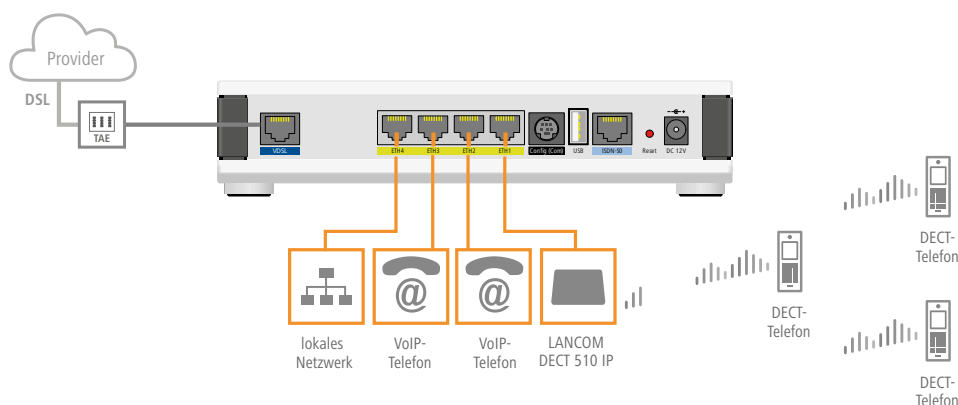 Provider
DSL
TAE
VDSL
ETH4
ETH3
ETH2
ETH1
Config (Com)
USB
ISDN-S0
Reset
DC 12V
lokales
Netzwerk
VoIP-
Telefon
VoIP-
Telefon
LANCOM
DECT 510 IP
DECT-
Telefon
DECT-
Telefon
DECT-
Telefon
@
@